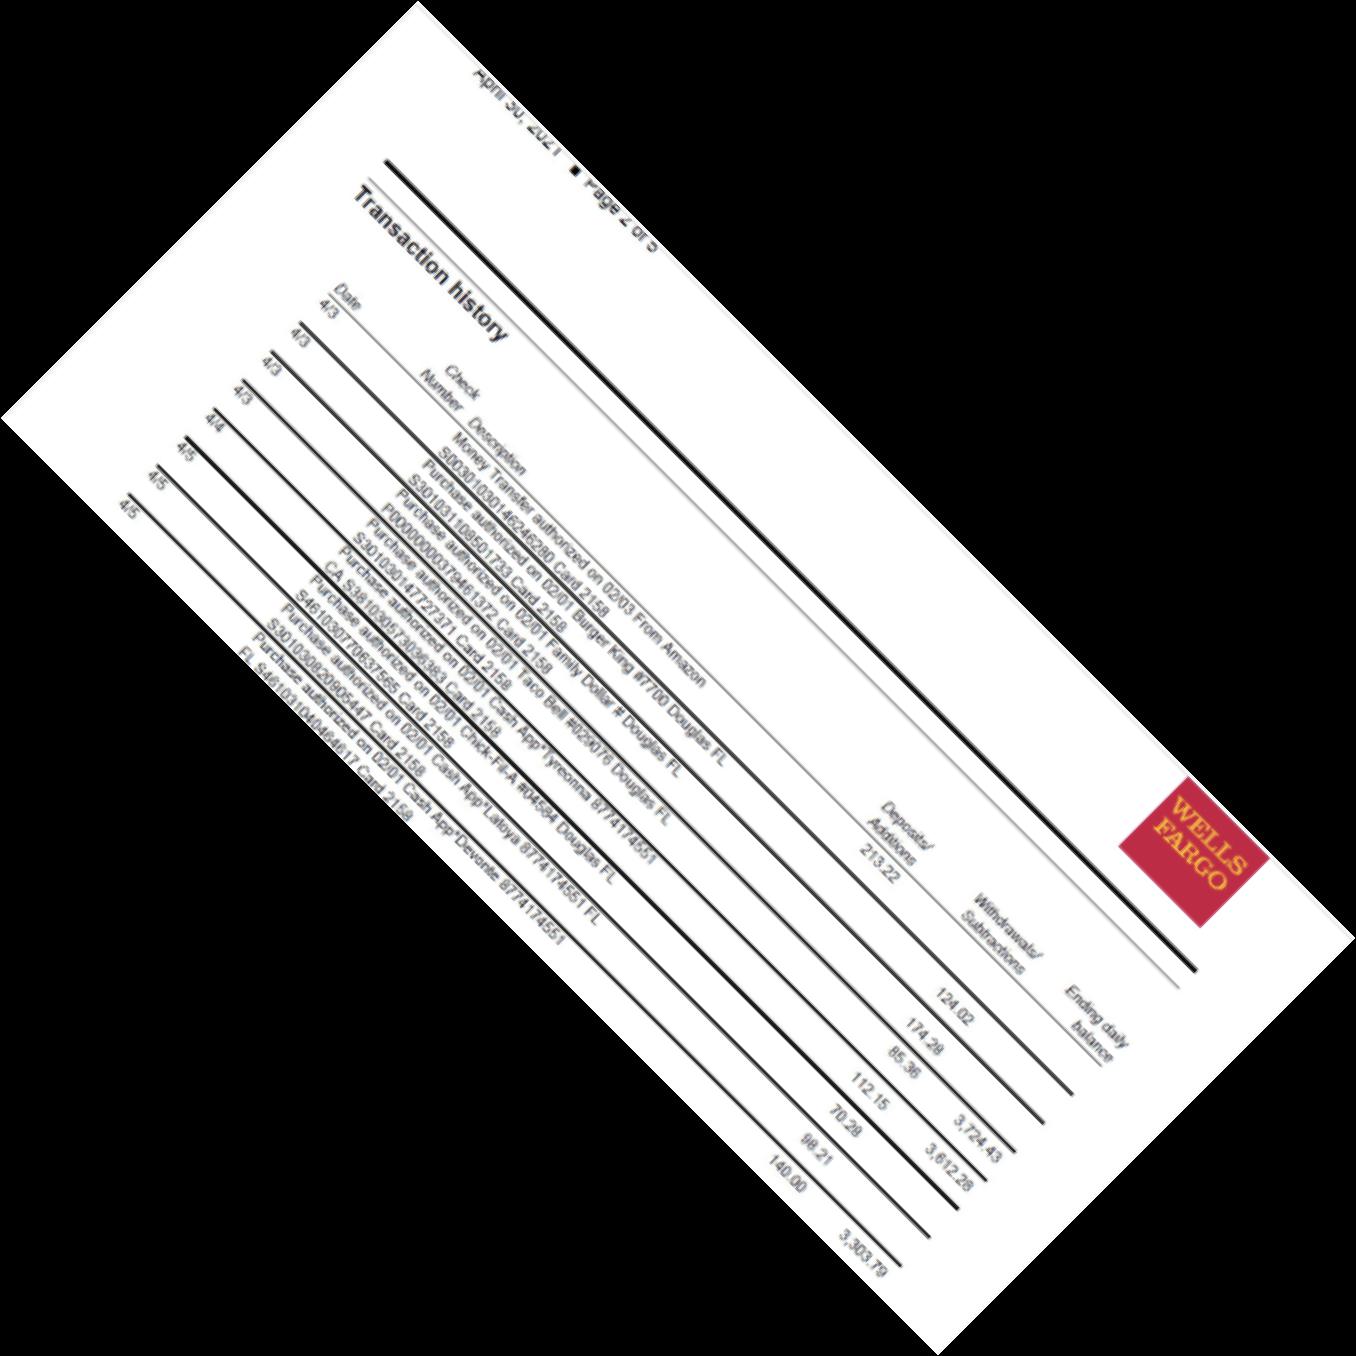 April 30, 2021 ■ Page 2 of 5
WELLS
FARGO
Transaction history
Date Check Number Description Deposits/ Additions Withdrawals/ Subtractions Ending daily balance
4/3 Money Transfer authorized on 02/03 From Amazon 213.22
S00301030146246280 Card 2158
4/3 Purchase authorized on 02/01 Burger King #7700 Douglas FL 124.02
S301031108501733 Card 2158
4/3 Purchase authorized on 02/01 Family Dollar # Douglas FL 174.28
P00000000379461372 Card 2158
4/3 Purchase authorized on 02/01 Taco Bell #029076 Douglas FL 85.36 3,724.43
S301030147727371 Card 2158
4/4 Purchase authorized on 02/01 Cash App*Tyreonna 8774174551 112.15 3,612.28
CA S381030573036383 Card 2158
4/5 Purchase authorized on 02/01 Chick-Fil-A #04584 Douglas FL 70.28
S461030770637565 Card 2158
4/5 Purchase authorized on 02/01 Cash App*Latoya 8774174551 FL 98.21
S301030820905447 Card 2158
4/5 Purchase authorized on 02/01 Cash App*Devonte 8774174551 140.00 3,303.79
FL S461031040464617 Card 2158